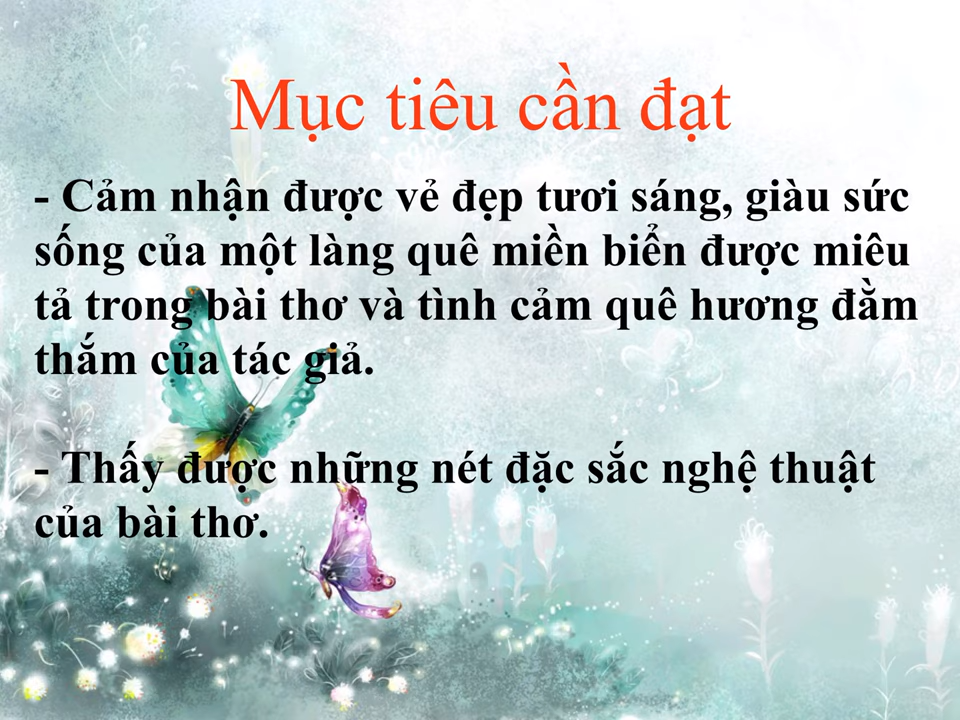 Mục tiêu cần đạt
- Cảm nhận được vẻ đẹp tươi sáng, giàu sức
sống của một làng quê miền biển được miêu
tả trong bài thơ và tình cảm quê hương đằm
thắm của tác giả.
- Thấy được những nét đặc sắc nghệ thuật
của bài thơ.